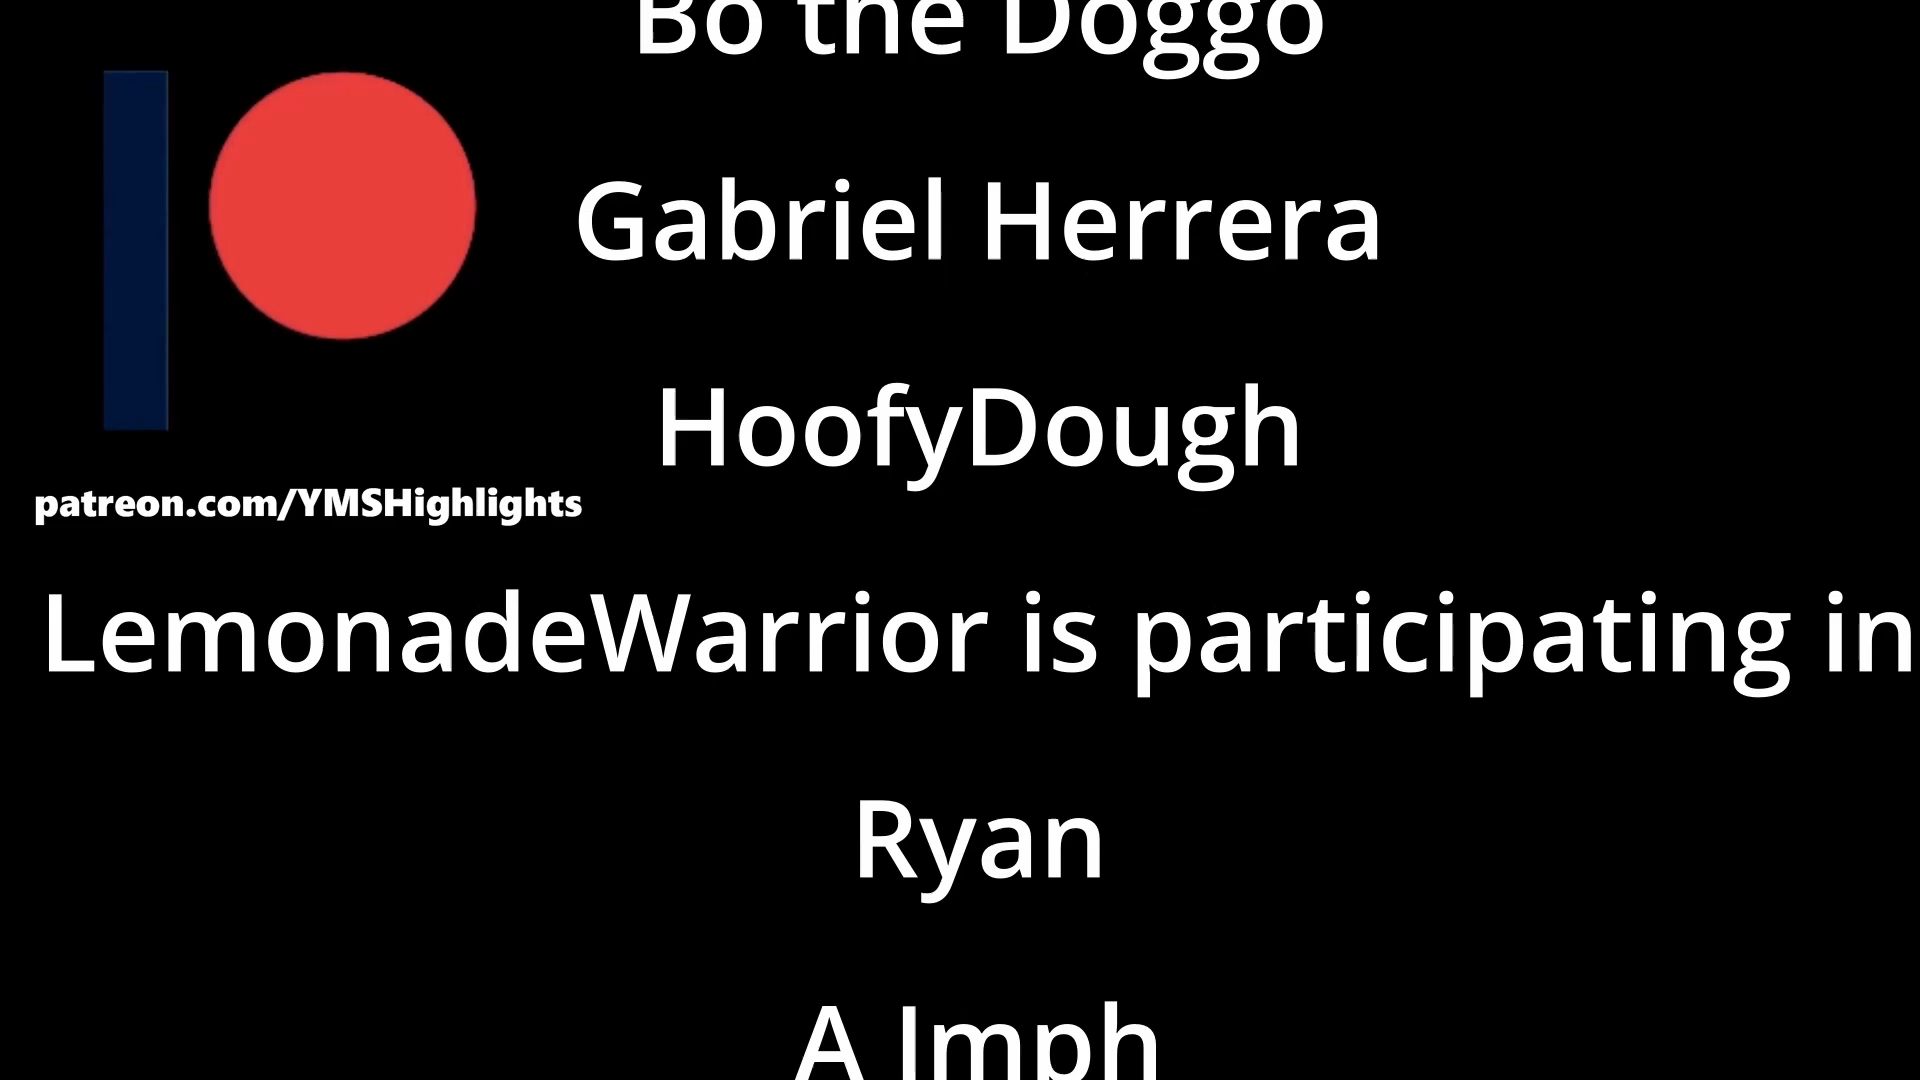 Bo the Doggo
Gabriel Herrera
HoofyDough
patreon.com/YMSHighlights
LemonadeWarrior is participating in
Ryan
A Imph